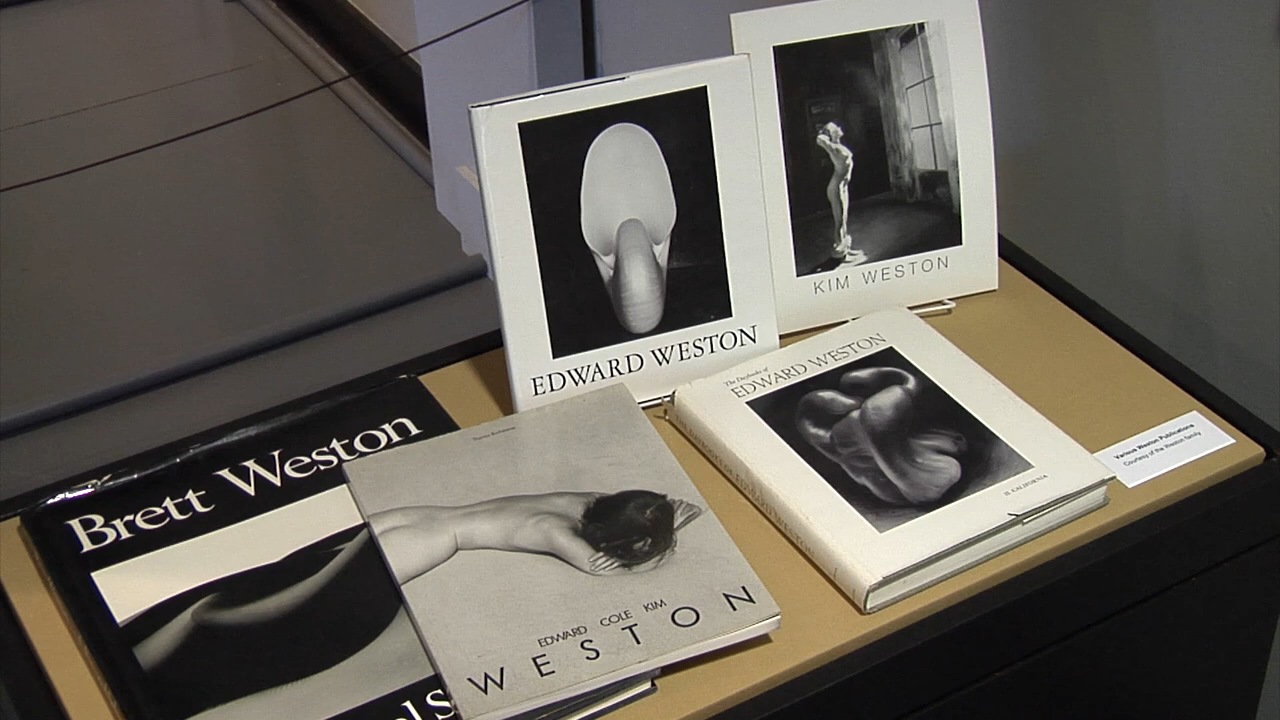 KIM WESTON
EDWARD WESTON
The Daybooks of
EDWARD WESTON
II. CALIFORNIA
Various Weston Publications
Courtesy of the Weston family
Brett Weston
EDWARD COLE KIM
WESTON